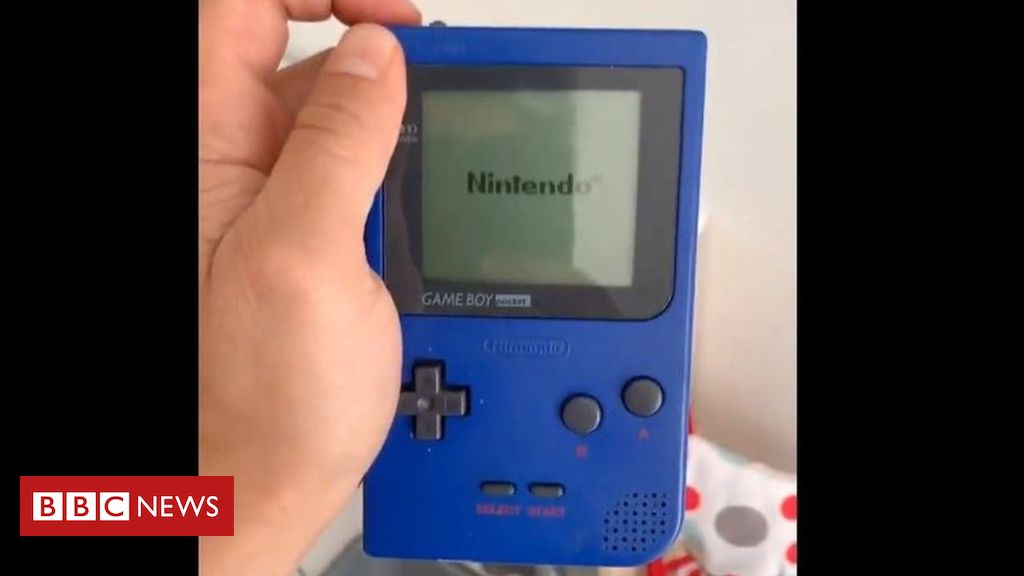 Nintendo
GAME BOY pocket
Nintendo
B
A
SELECT START
BBC NEWS